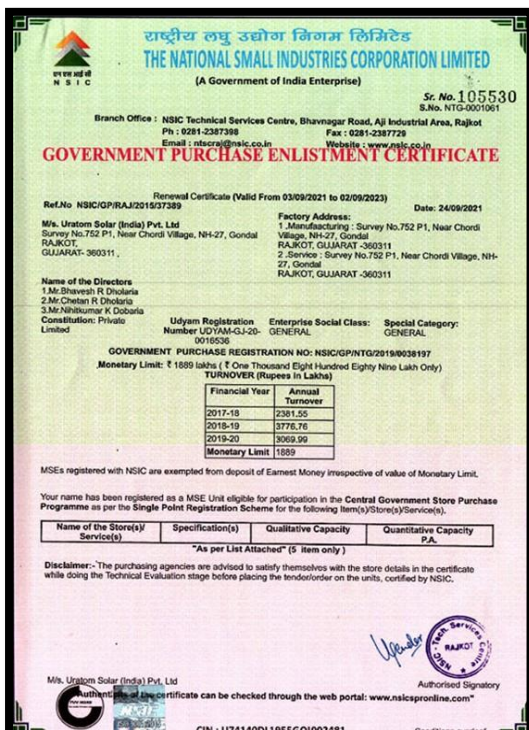 राष्ट्रीय लघु उद्योग निगम लिमिटेड
THE NATIONAL SMALL INDUSTRIES CORPORATION LIMITED
एन एस आई सी
N S I C
(A Government of India Enterprise)
Sr. No. 105530
S.No. NTG-0001061
Branch Office : NSIC Technical Services Centre, Bhavnagar Road, Aji Industrial Area, Rajkot
Ph : 0281-2387398 Fax : 0281-2387729
Email : ntscraj@nsic.co.in Website : www.nsic.co.in
GOVERNMENT PURCHASE ENLISTMENT CERTIFICATE
Renewal Certificate (Valid From 03/09/2021 to 02/09/2023)
Ref.No NSIC/GP/RAJ/2015/37389 Date: 24/09/2021
M/s. Uratom Solar (India) Pvt. Ltd
Survey No.752 P1, Near Chordi Village, NH-27, Gondal
RAJKOT,
GUJARAT- 360311 ,
Factory Address:
1 .Manufaacturing : Survey No.752 P1, Near Chordi
Village, NH-27, Gondal
RAJKOT, GUJARAT -360311
2 .Service : Survey No.752 P1, Near Chordi Village, NH-
27, Gondal
RAJKOT, GUJARAT -360311
Name of the Directors
1.Mr.Bhavesh R Dholaria
2.Mr.Chetan R Dholaria
3.Mr.Nihitkumar K Dobaria
Constitution: Private
Limited
Udyam Registration
Number UDYAM-GJ-20-
0016536
Enterprise Social Class:
GENERAL
Special Category:
GENERAL
GOVERNMENT PURCHASE REGISTRATION NO: NSIC/GP/NTG/2019/0038197
Monetary Limit: ₹ 1889 lakhs ( ₹ One Thousand Eight Hundred Eighty Nine Lakh Only)
TURNOVER (Rupees in Lakhs)
Financial Year Annual Turnover
2017-18 2381.55
2018-19 3776.76
2019-20 3069.99
Monetary Limit 1889
MSEs registered with NSIC are exempted from deposit of Earnest Money irrespective of value of Monetary Limit.
Your name has been registered as a MSE Unit eligible for participation in the Central Government Store Purchase
Programme as per the Single Point Registration Scheme for the following Item(s)/Store(s)/Service(s).
Name of the Store(s)/ Service(s) Specification(s) Qualitative Capacity Quantitative Capacity P.A.
"As per List Attached" (5 item only )
Disclaimer:- The purchasing agencies are advised to satisfy themselves with the store details in the certificate
while doing the Technical Evaluation stage before placing the tender/order on the units, certified by NSIC.
NSIC - Tech. Services Centre
RAJKOT
M/s. Uratom Solar (India) Pvt. Ltd
Authorised Signatory
of the certificate can be checked through the web portal: www.nsicspronline.com"
NSIC
CIN : U74140DL1955GOI002481